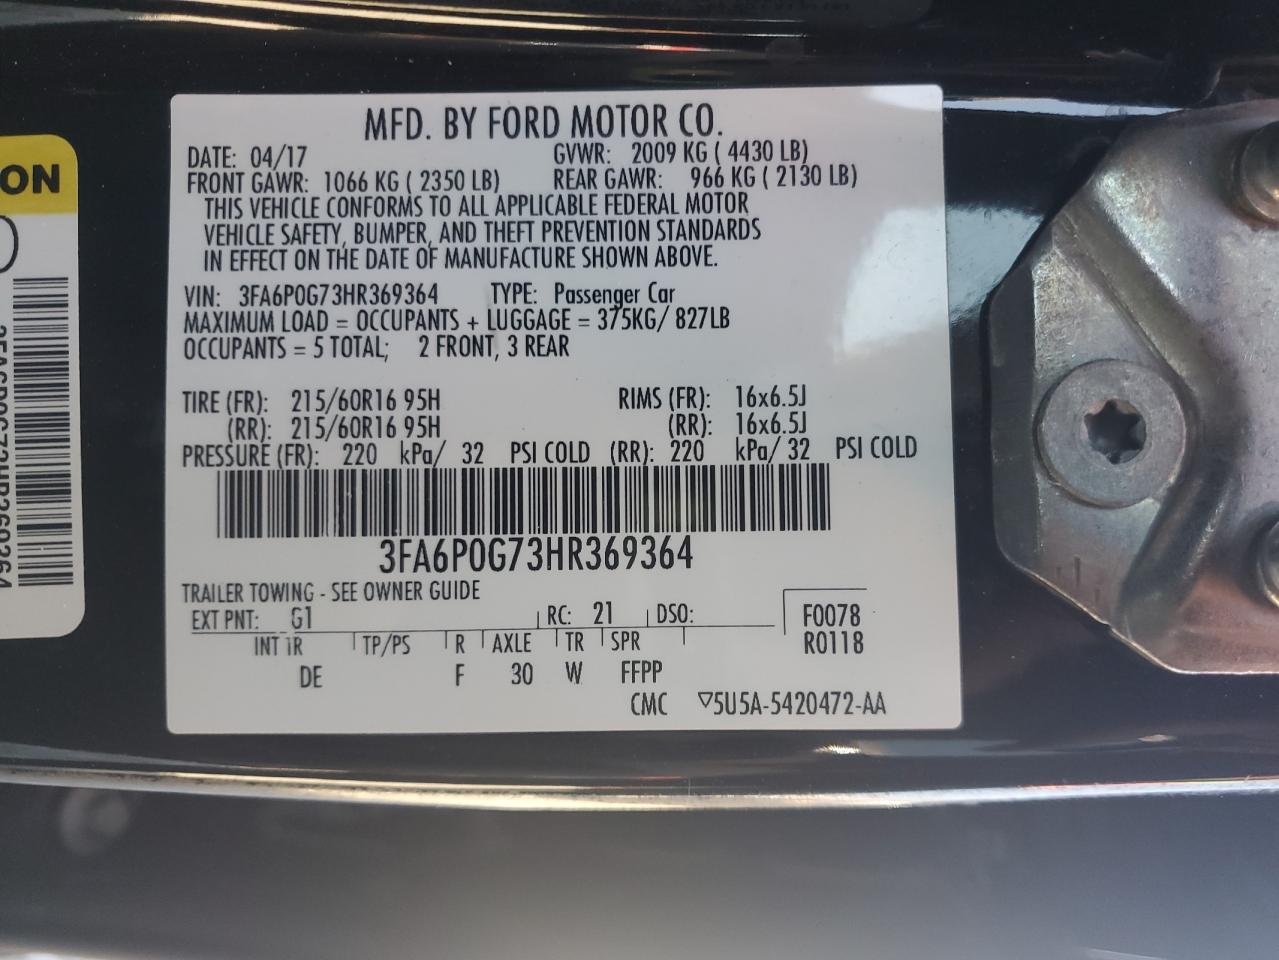 MFD. BY FORD MOTOR CO.
DATE: 04/17 GVWR: 2009 KG ( 4430 LB)
FRONT GAWR: 1066 KG ( 2350 LB) REAR GAWR: 966 KG ( 2130 LB)
THIS VEHICLE CONFORMS TO ALL APPLICABLE FEDERAL MOTOR
VEHICLE SAFETY, BUMPER, AND THEFT PREVENTION STANDARDS
IN EFFECT ON THE DATE OF MANUFACTURE SHOWN ABOVE.
VIN: 3FA6P0G73HR369364 TYPE: Passenger Car
MAXIMUM LOAD = OCCUPANTS + LUGGAGE = 375KG/ 827LB
OCCUPANTS = 5 TOTAL; 2 FRONT, 3 REAR
TIRE (FR): 215/60R16 95H RIMS (FR): 16x6.5J
(RR): 215/60R16 95H (RR): 16x6.5J
PRESSURE (FR): 220 kPa/ 32 PSI COLD (RR): 220 kPa/ 32 PSI COLD
3FA6P0G73HR369364
TRAILER TOWING - SEE OWNER GUIDE
EXT PNT: G1 RC: 21 DSO: F0078
INT TR TP/PS R AXLE TR SPR R0118
DE F 30 W FFPP
CMC ▽5U5A-5420472-AA
ON
3FA6P0G73HR369364